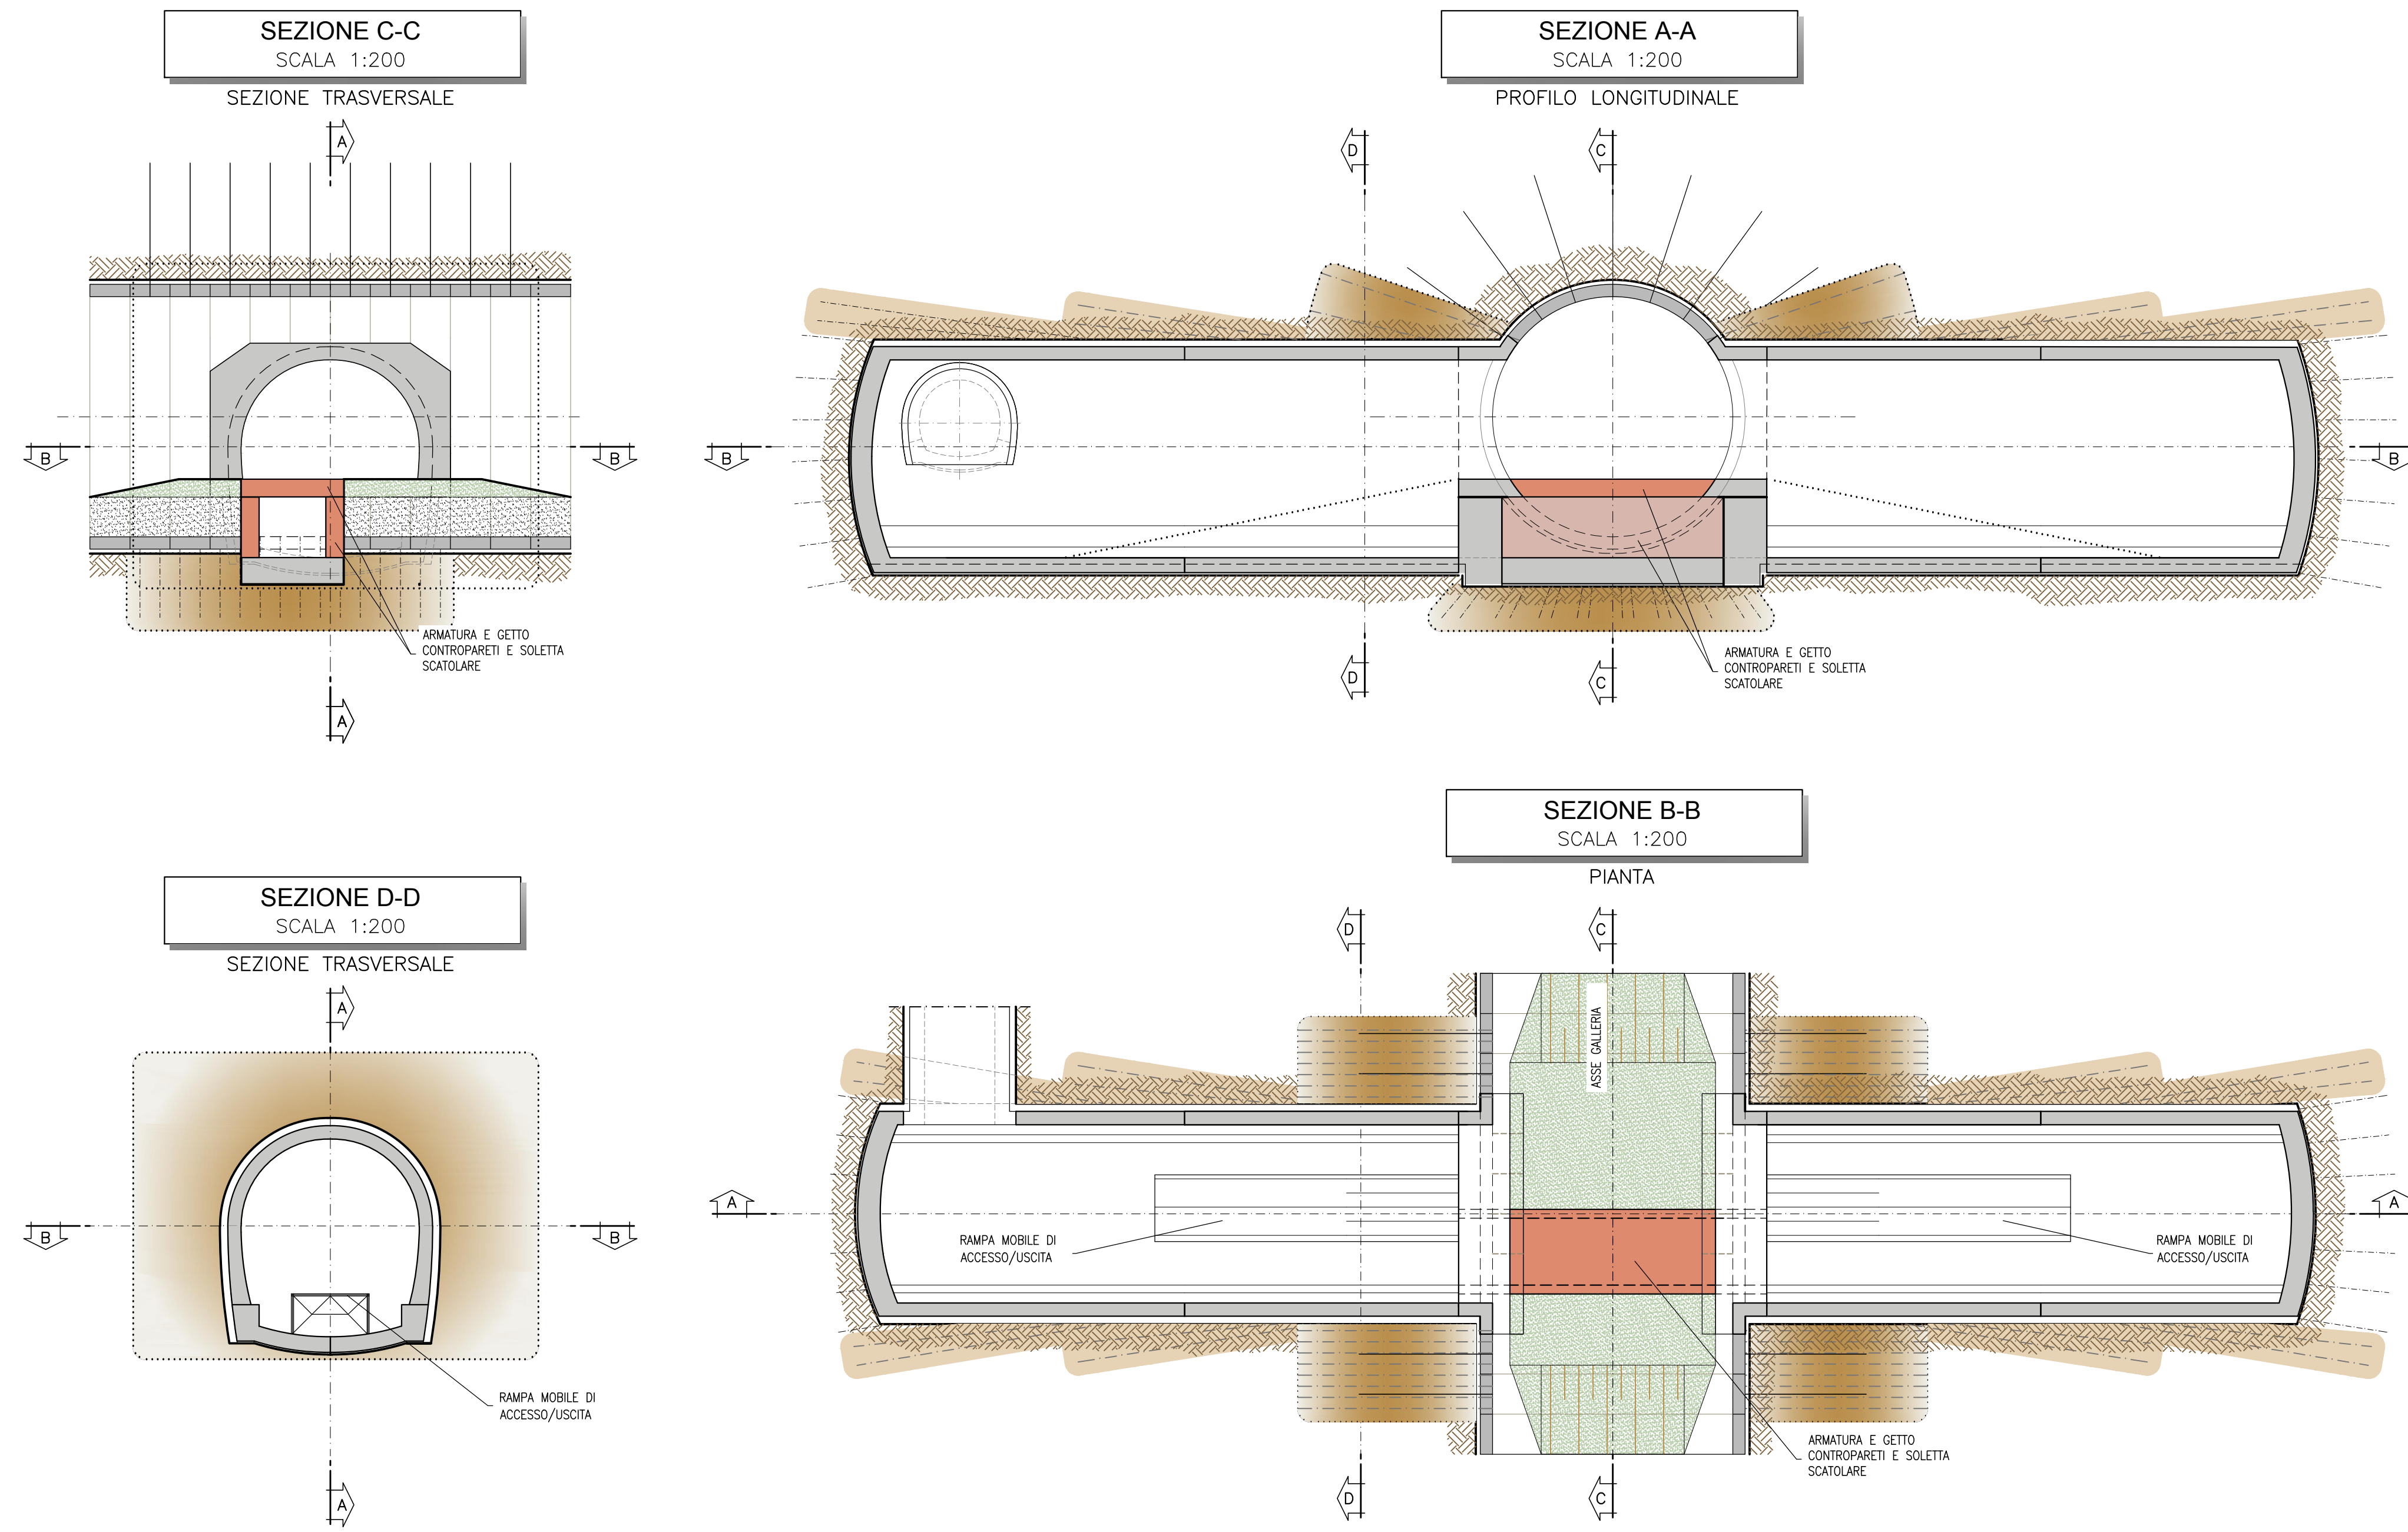 SEZIONE C-C
SCALA 1:200
SEZIONE TRASVERSALE
A
B
B
ARMATURA E GETTO
CONTROPARETI E SOLETTA
SCATOLARE
A
SEZIONE A-A
SCALA 1:200
PROFILO LONGITUDINALE
D
C
B
B
ARMATURA E GETTO
CONTROPARETI E SOLETTA
SCATOLARE
D
C
SEZIONE D-D
SCALA 1:200
SEZIONE TRASVERSALE
A
B
B
RAMPA MOBILE DI
ACCESSO/USCITA
A
SEZIONE B-B
SCALA 1:200
PIANTA
D
C
ASSE GALLERIA
A
A
RAMPA MOBILE DI
ACCESSO/USCITA
RAMPA MOBILE DI
ACCESSO/USCITA
ARMATURA E GETTO
CONTROPARETI E SOLETTA
SCATOLARE
D
C